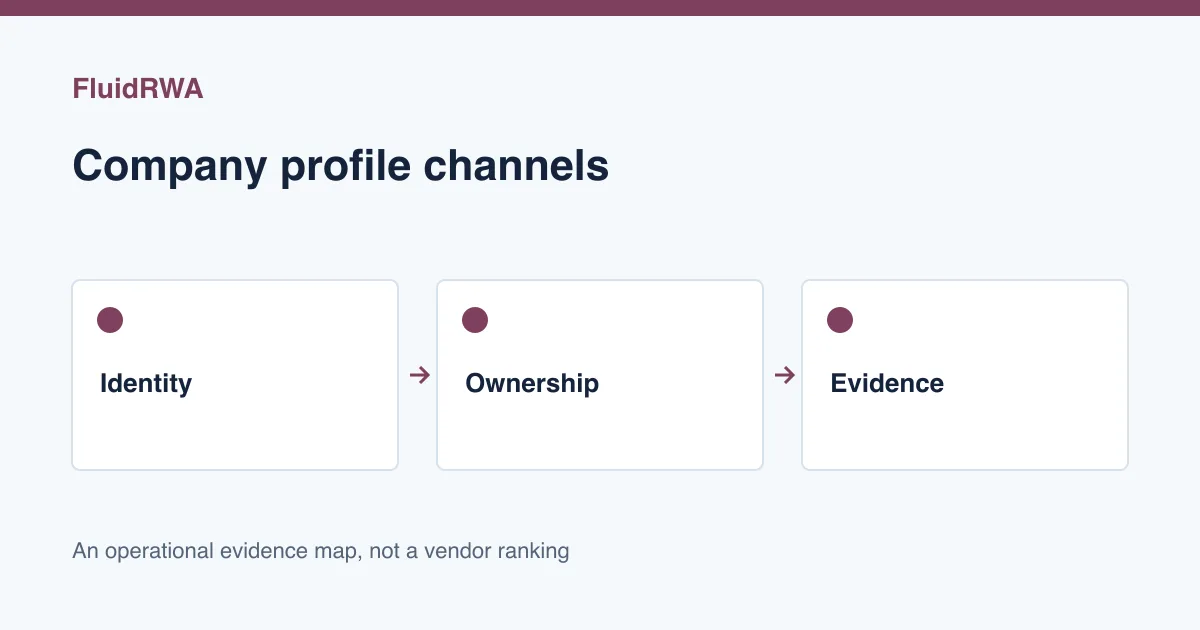 FluidRWA
Company profile channels
Identity
Ownership
Evidence
An operational evidence map, not a vendor ranking